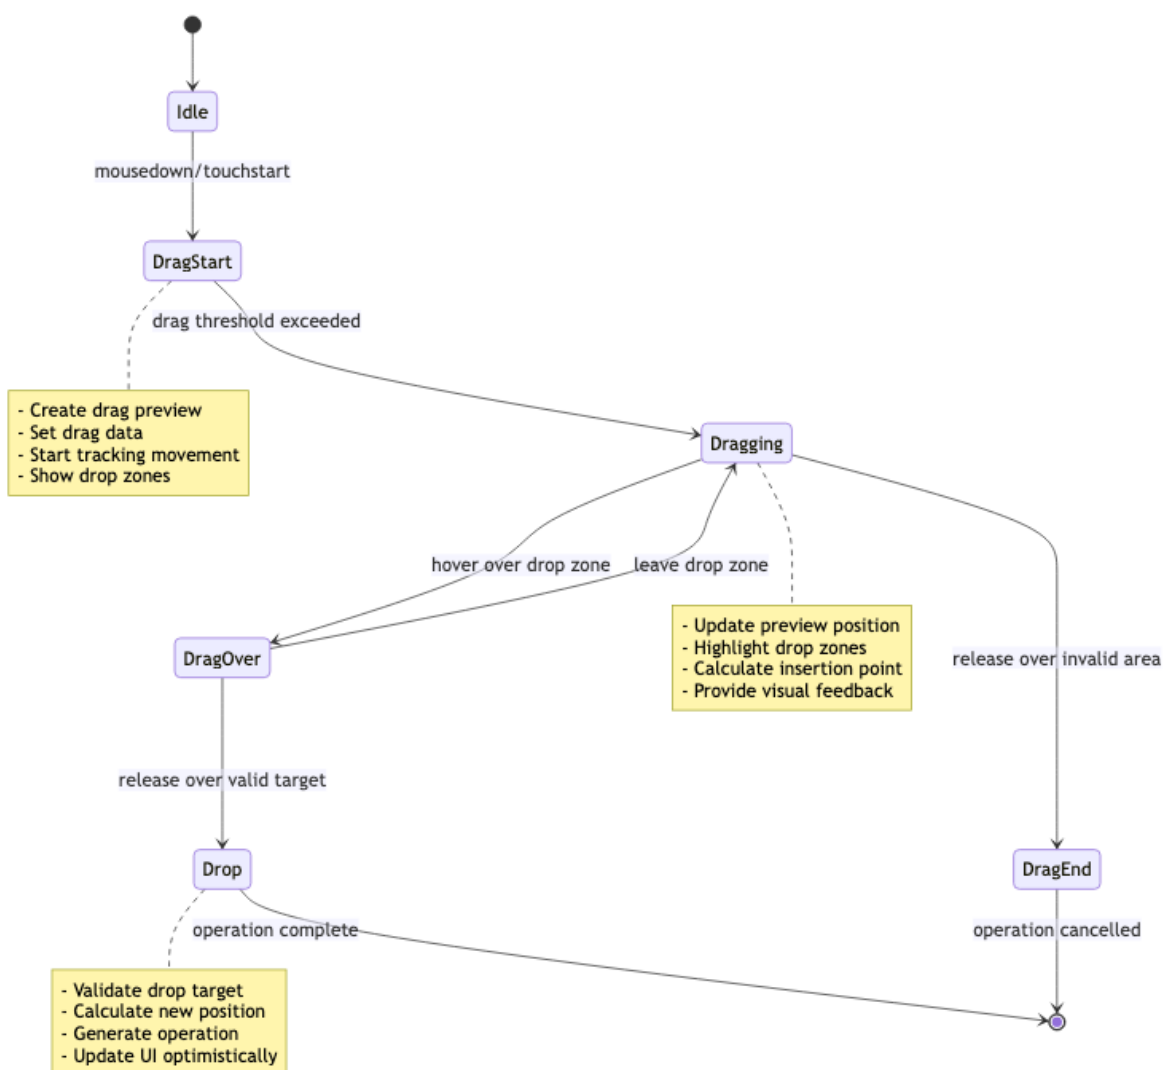 Idle
mousedown/touchstart
DragStart
drag threshold exceeded
- Create drag preview
- Set drag data
- Start tracking movement
- Show drop zones
Dragging
hover over drop zone
leave drop zone
- Update preview position
- Highlight drop zones
- Calculate insertion point
- Provide visual feedback
DragOver
release over invalid area
release over valid target
Drop
DragEnd
operation complete
operation cancelled
- Validate drop target
- Calculate new position
- Generate operation
- Update UI optimistically